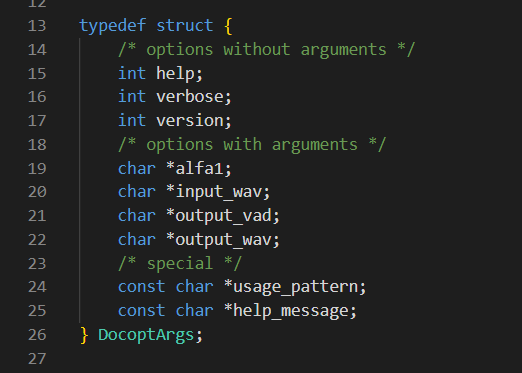 12
13 typedef struct {
14 /* options without arguments */
15 int help;
16 int verbose;
17 int version;
18 /* options with arguments */
19 char *alfa1;
20 char *input_wav;
21 char *output_vad;
22 char *output_wav;
23 /* special */
24 const char *usage_pattern;
25 const char *help_message;
26 } DocoptArgs;
27